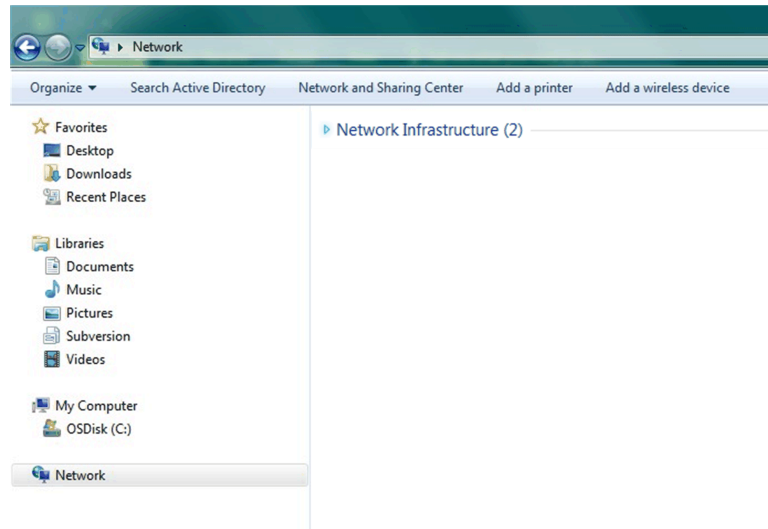 Network
Organize Search Active Directory Network and Sharing Center Add a printer Add a wireless device
Favorites
Desktop
Downloads
Recent Places
Libraries
Documents
Music
Pictures
Subversion
Videos
My Computer
OSDisk (C:)
Network
Network Infrastructure (2)